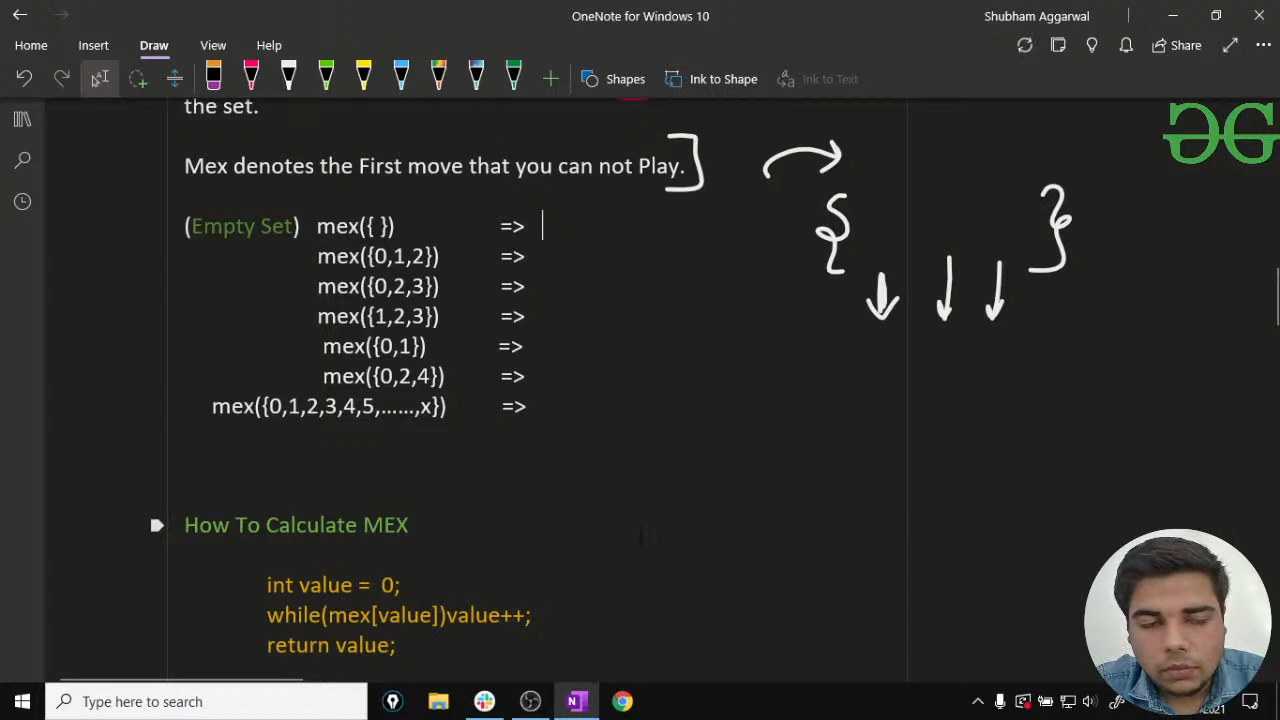 OneNote for Windows 10
Shubham Aggarwal
Home Insert Draw View Help
Share
Shapes
Ink to Shape
Ink to Text
the set.
Mex denotes the First move that you can not Play.
(Empty Set) mex({ }) =>
mex({0,1,2}) =>
mex({0,2,3}) =>
mex({1,2,3}) =>
mex({0,1}) =>
mex({0,2,4}) =>
mex({0,1,2,3,4,5,......,x}) =>
How To Calculate MEX
int value = 0;
while(mex[value])value++;
return value;
Type here to search